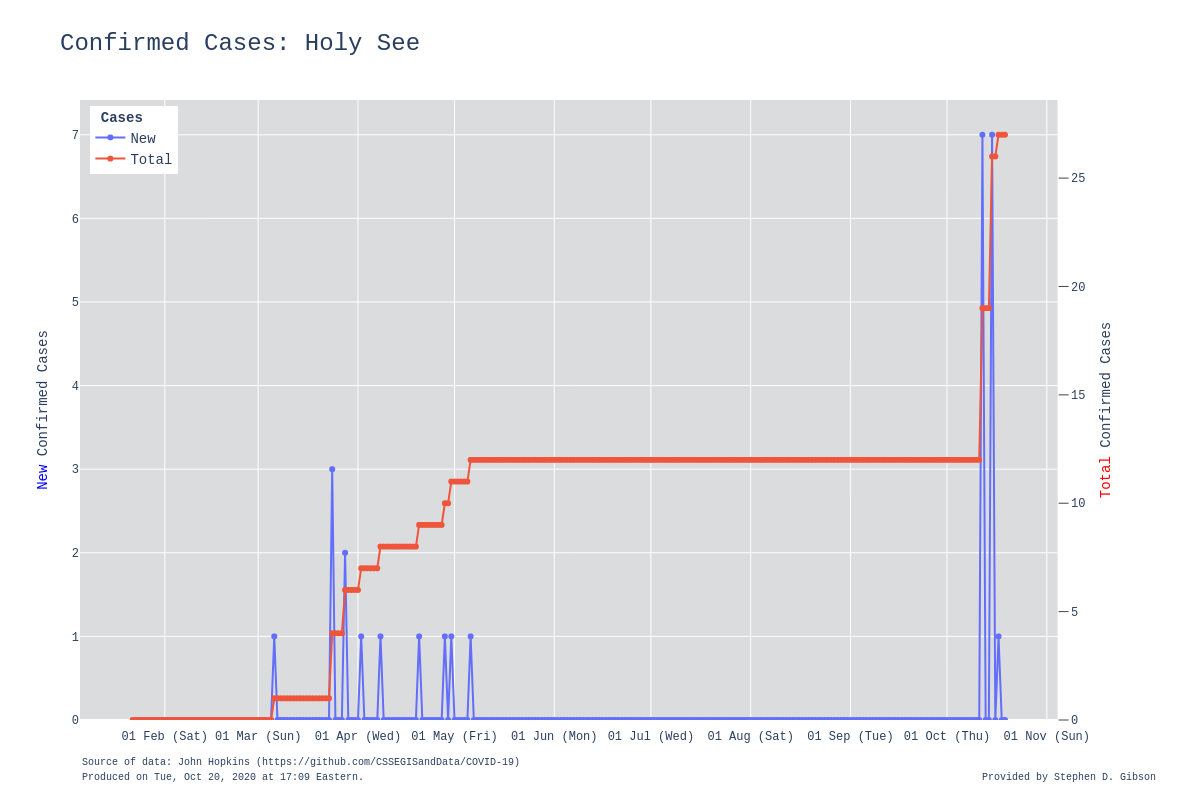 Confirmed Cases: Holy See
Cases
New
Total
7
6
5
4
3
2
1
0
New Confirmed Cases
25
20
15
10
5
0
Total Confirmed Cases
01 Feb (Sat) 01 Mar (Sun) 01 Apr (Wed) 01 May (Fri) 01 Jun (Mon) 01 Jul (Wed) 01 Aug (Sat) 01 Sep (Tue) 01 Oct (Thu) 01 Nov (Sun)
Source of data: John Hopkins (https://github.com/CSSEGISandData/COVID-19)
Produced on Tue, Oct 20, 2020 at 17:09 Eastern.
Provided by Stephen D. Gibson